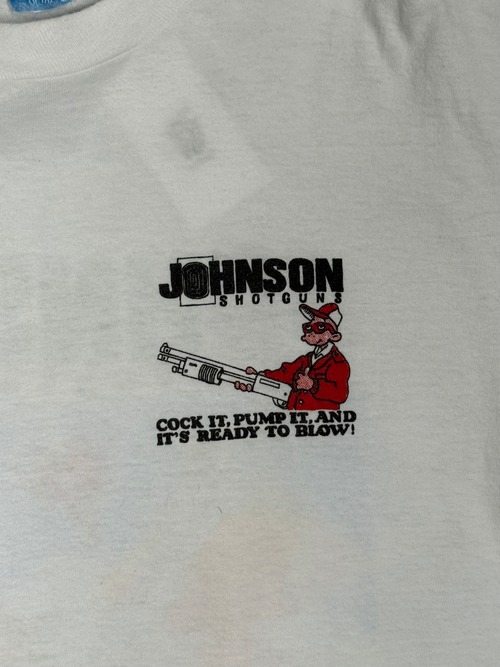 JOHNSON
SHOTGUNS
COCK IT, PUMP IT, AND
IT'S READY TO BLOW!